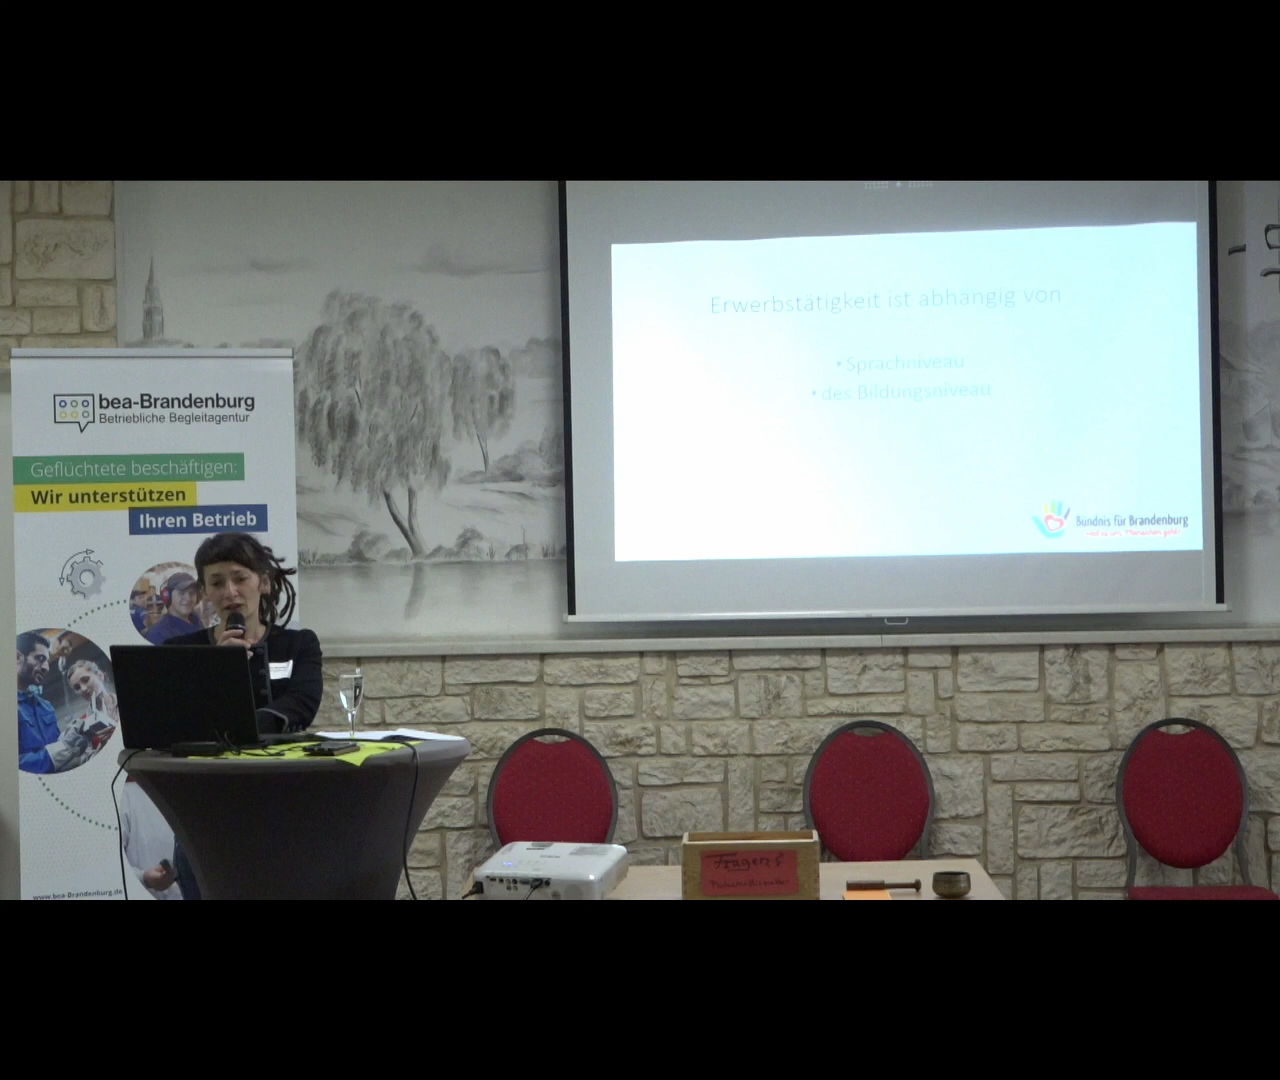 bea-Brandenburg
Betriebliche Begleitagentur
Geflüchtete beschäftigen:
Wir unterstützen
Ihren Betrieb
www.bea-Brandenburg.de
Erwerbstätigkeit ist abhängig von
• Sprachniveau
• des Bildungsniveau
Bündnis für Brandenburg
Fragen